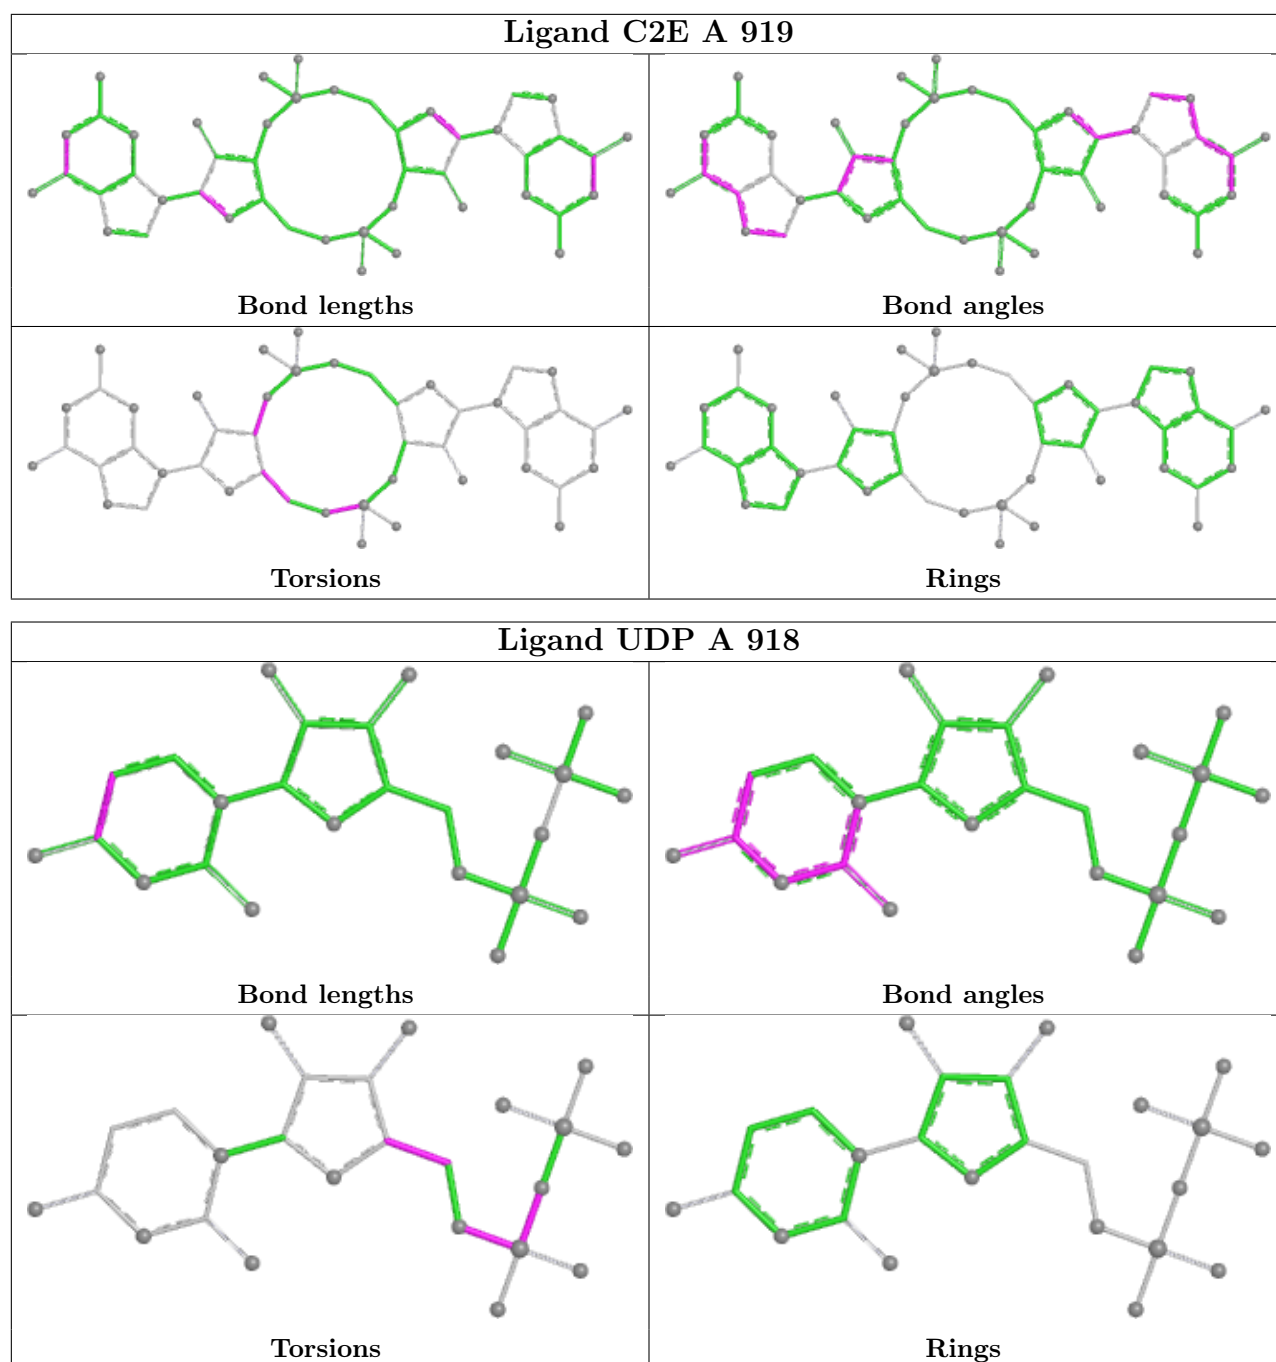 Ligand C2E A 919
Bond lengths
Bond angles
Torsions
Rings
Ligand UDP A 918
Bond lengths
Bond angles
Torsions
Rings